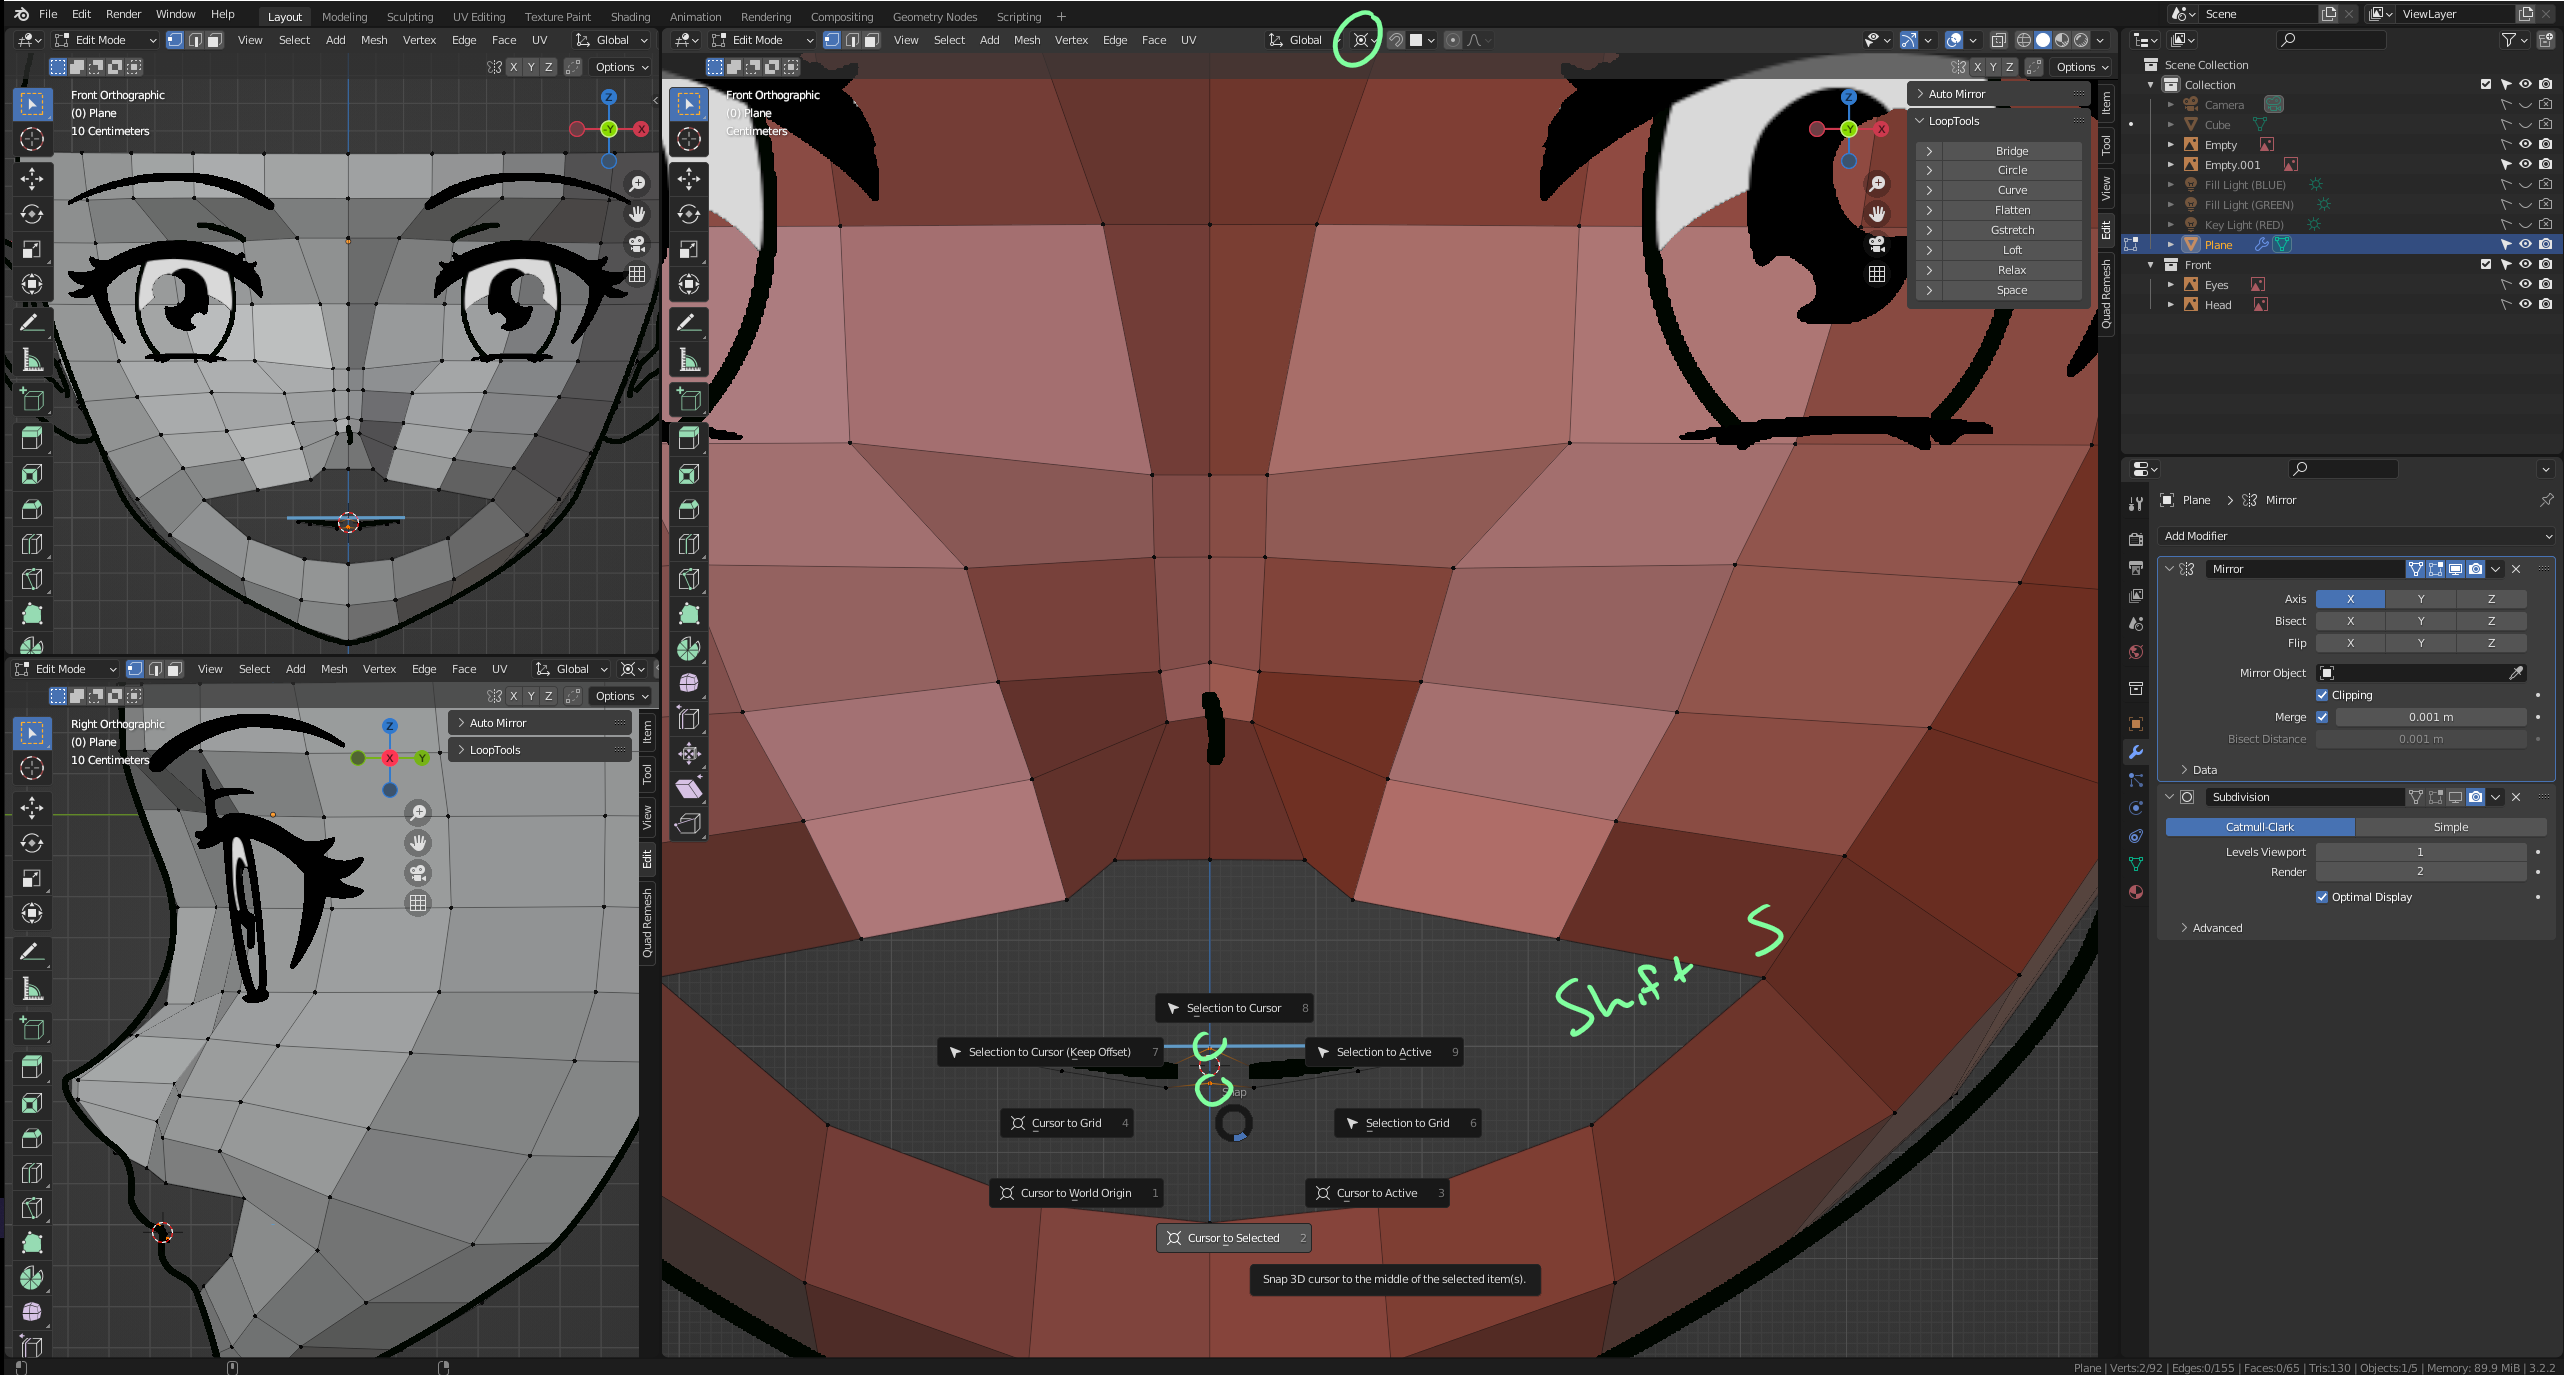 File Edit Render Window Help Layout Modeling Sculpting UV Editing Texture Paint Shading Animation Rendering Compositing Geometry Nodes Scripting + Scene ViewLayer
Edit Mode View Select Add Mesh Vertex Edge Face UV Global
X Y Z Options
Front Orthographic
(0) Plane
10 Centimeters
Z
-Y X
Edit Mode View Select Add Mesh Vertex Edge Face UV Global
X Y Z Options
Front Orthographic
(0) Plane
Centimeters
Z
-Y X
Auto Mirror
LoopTools
Bridge
Circle
Curve
Flatten
Gstretch
Loft
Relax
Space
Item
Tool
View
Edit
Quad Remesh
Shift S
Selection to Cursor 8
Selection to Cursor (Keep Offset) 7
Selection to Active 9
Snap
Cursor to Grid 4
Selection to Grid 6
Cursor to World Origin 1
Cursor to Active 3
Cursor to Selected 2
Snap 3D cursor to the middle of the selected item(s).
Edit Mode View Select Add Mesh Vertex Edge Face UV Global
X Y Z Options
Right Orthographic
(0) Plane
10 Centimeters
Z
X Y
Auto Mirror
LoopTools
Item
Tool
View
Edit
Quad Remesh
Scene Collection
Collection
Camera
Cube
Empty
Empty.001
Fill Light (BLUE)
Fill Light (GREEN)
Key Light (RED)
Plane
Front
Eyes
Head
Plane > Mirror
Add Modifier
Mirror
Axis X Y Z
Bisect X Y Z
Flip X Y Z
Mirror Object
Clipping
Merge 0.001 m
Bisect Distance 0.001 m
Data
Subdivision
Catmull-Clark Simple
Levels Viewport 1
Render 2
Optimal Display
Advanced
Plane | Verts:2/92 | Edges:0/155 | Faces:0/65 | Tris:130 | Objects:1/5 | Memory: 89.9 MiB | 3.2.2